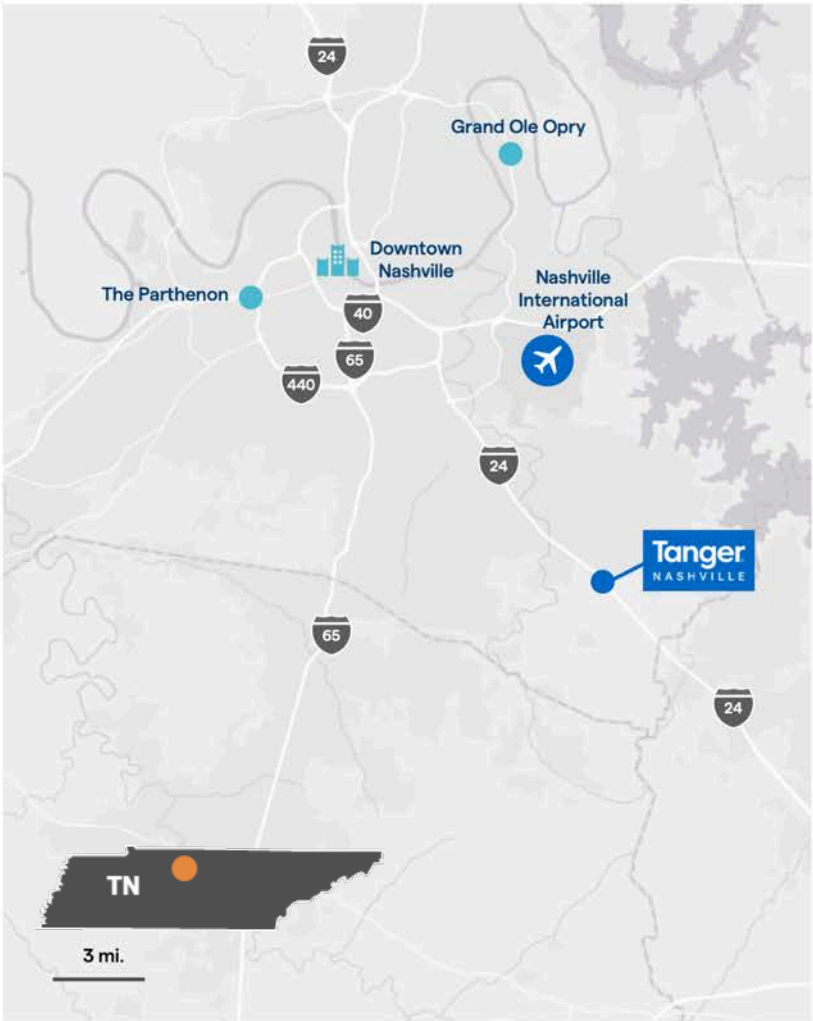 24
Grand Ole Opry
Downtown
Nashville
Nashville
International
Airport
The Parthenon
40
65
440
24
Tanger
NASHVILLE
65
24
TN
3 mi.